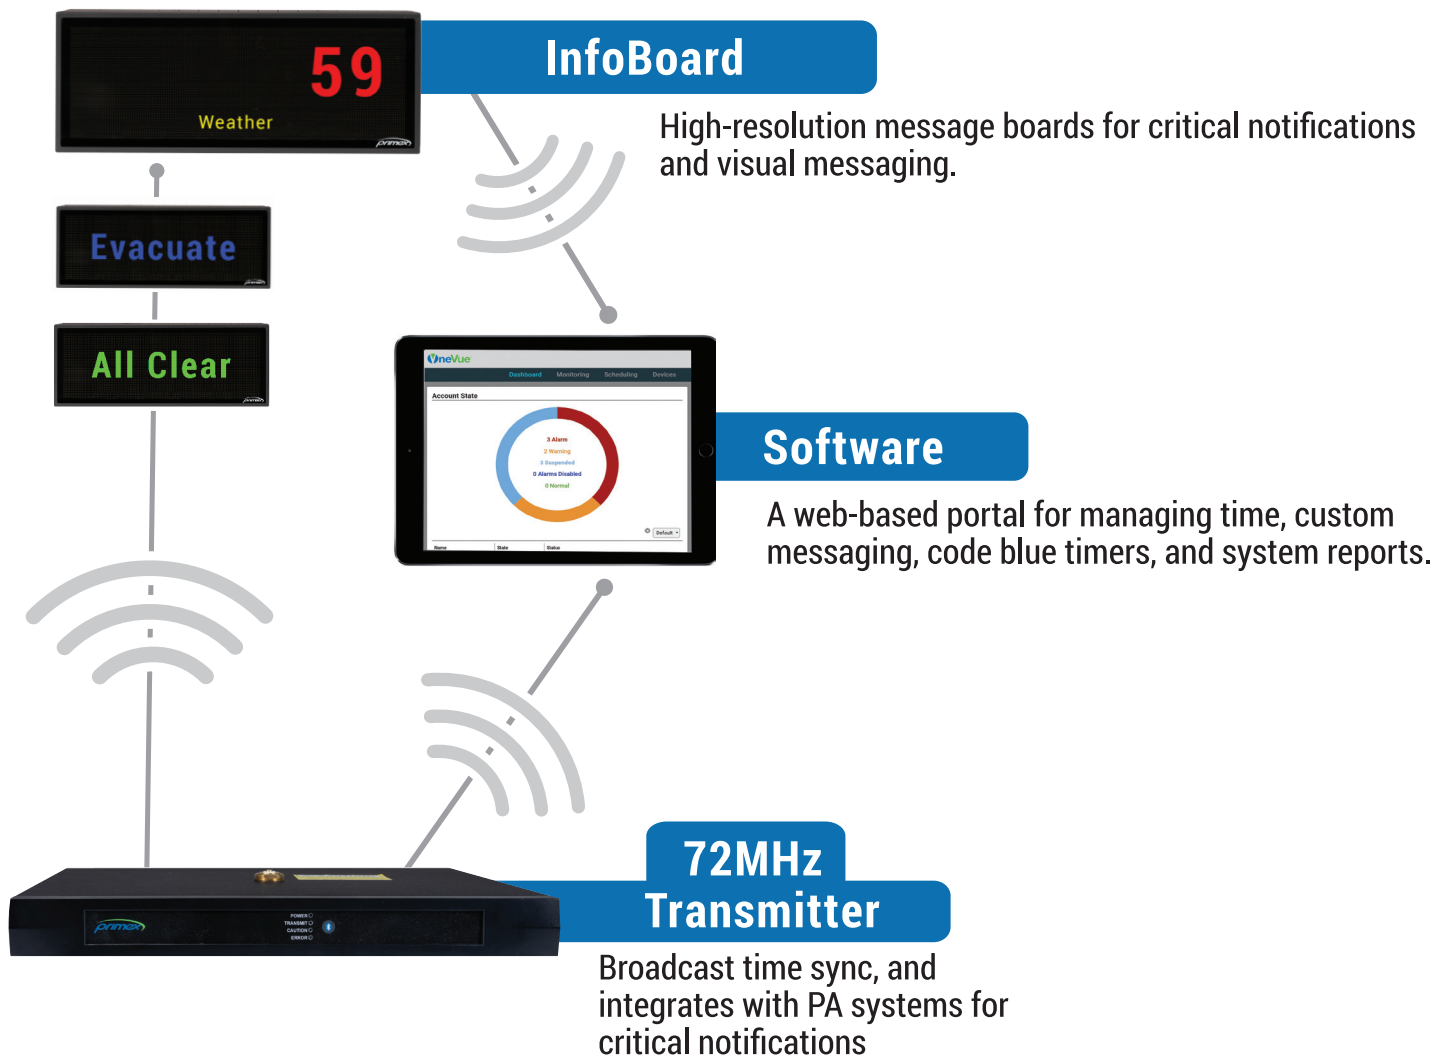 59
Weather
primex
InfoBoard
High-resolution message boards for critical notifications
and visual messaging.
Evacuate
primex
All Clear
primex
OneVue
Dashboard Monitoring Scheduling Devices
Account State
3 Alarm
2 Warning
3 Suspended
0 Alarms Disabled
0 Normal
Default
Name State Status
Software
A web-based portal for managing time, custom
messaging, code blue timers, and system reports.
72MHz
Transmitter
primex
POWER
TRANSMIT
CAUTION
ERROR
Broadcast time sync, and
integrates with PA systems for
critical notifications